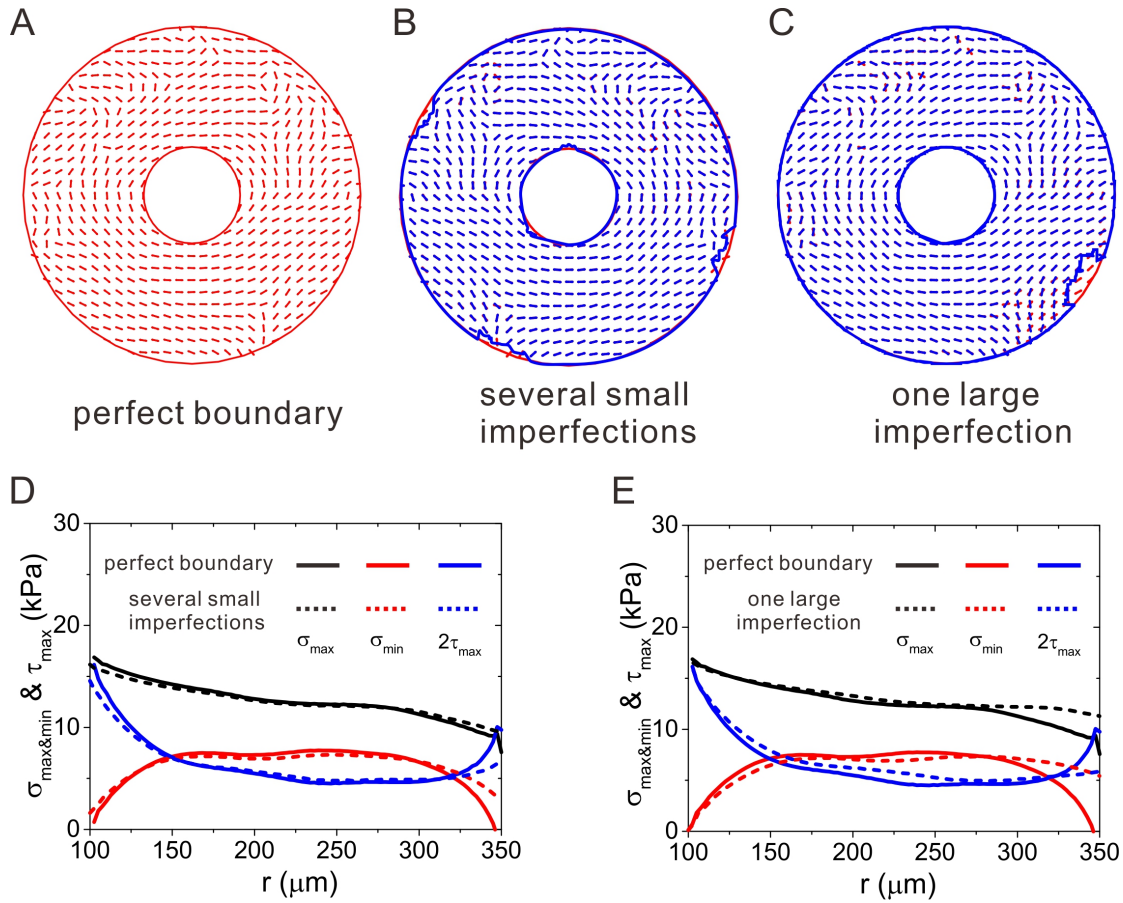 A
B
C
perfect boundary
several small
imperfections
one large
imperfection
D
E
30
20
10
0
σmax&min & τmax (kPa)
perfect boundary
several small
imperfections
σmax σmin 2τmax
100 150 200 250 300 350
r (μm)
30
20
10
0
σmax&min & τmax (kPa)
perfect boundary
one large
imperfection
σmax σmin 2τmax
100 150 200 250 300 350
r (μm)